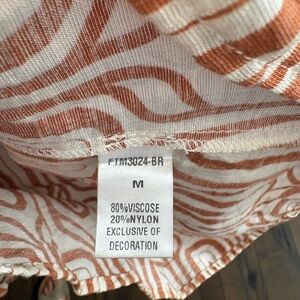 FTM3024-BR
M
80%VISCOSE
20%NYLON
EXCLUSIVE OF
DECORATION